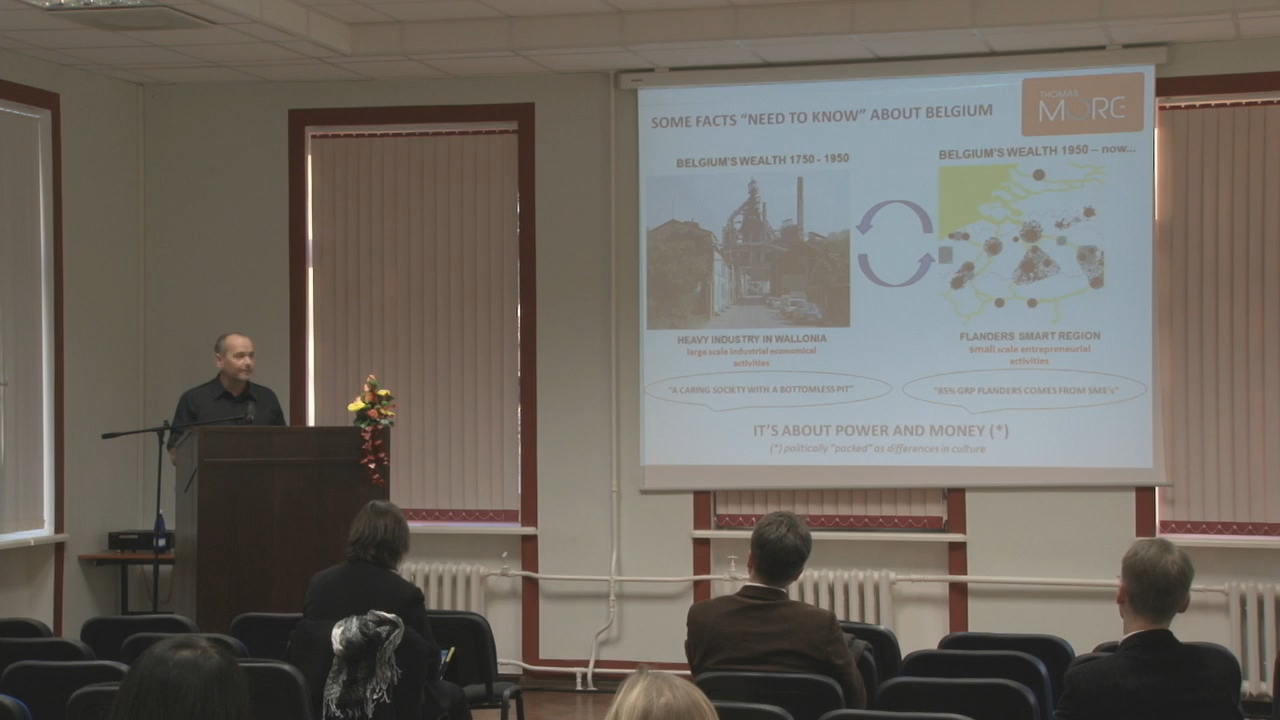 THOMAS
MORE
SOME FACTS “NEED TO KNOW” ABOUT BELGIUM
BELGIUM'S WEALTH 1750 - 1950
BELGIUM'S WEALTH 1950 – now...
HEAVY INDUSTRY IN WALLONIA
large scale industrial economical
activities
FLANDERS SMART REGION
small scale entrepreneurial
activities
“A CARING SOCIETY WITH A BOTTOMLESS PIT”
“85% GRP FLANDERS COMES FROM SME's”
IT'S ABOUT POWER AND MONEY (*)
(*) politically “packed” as differences in culture